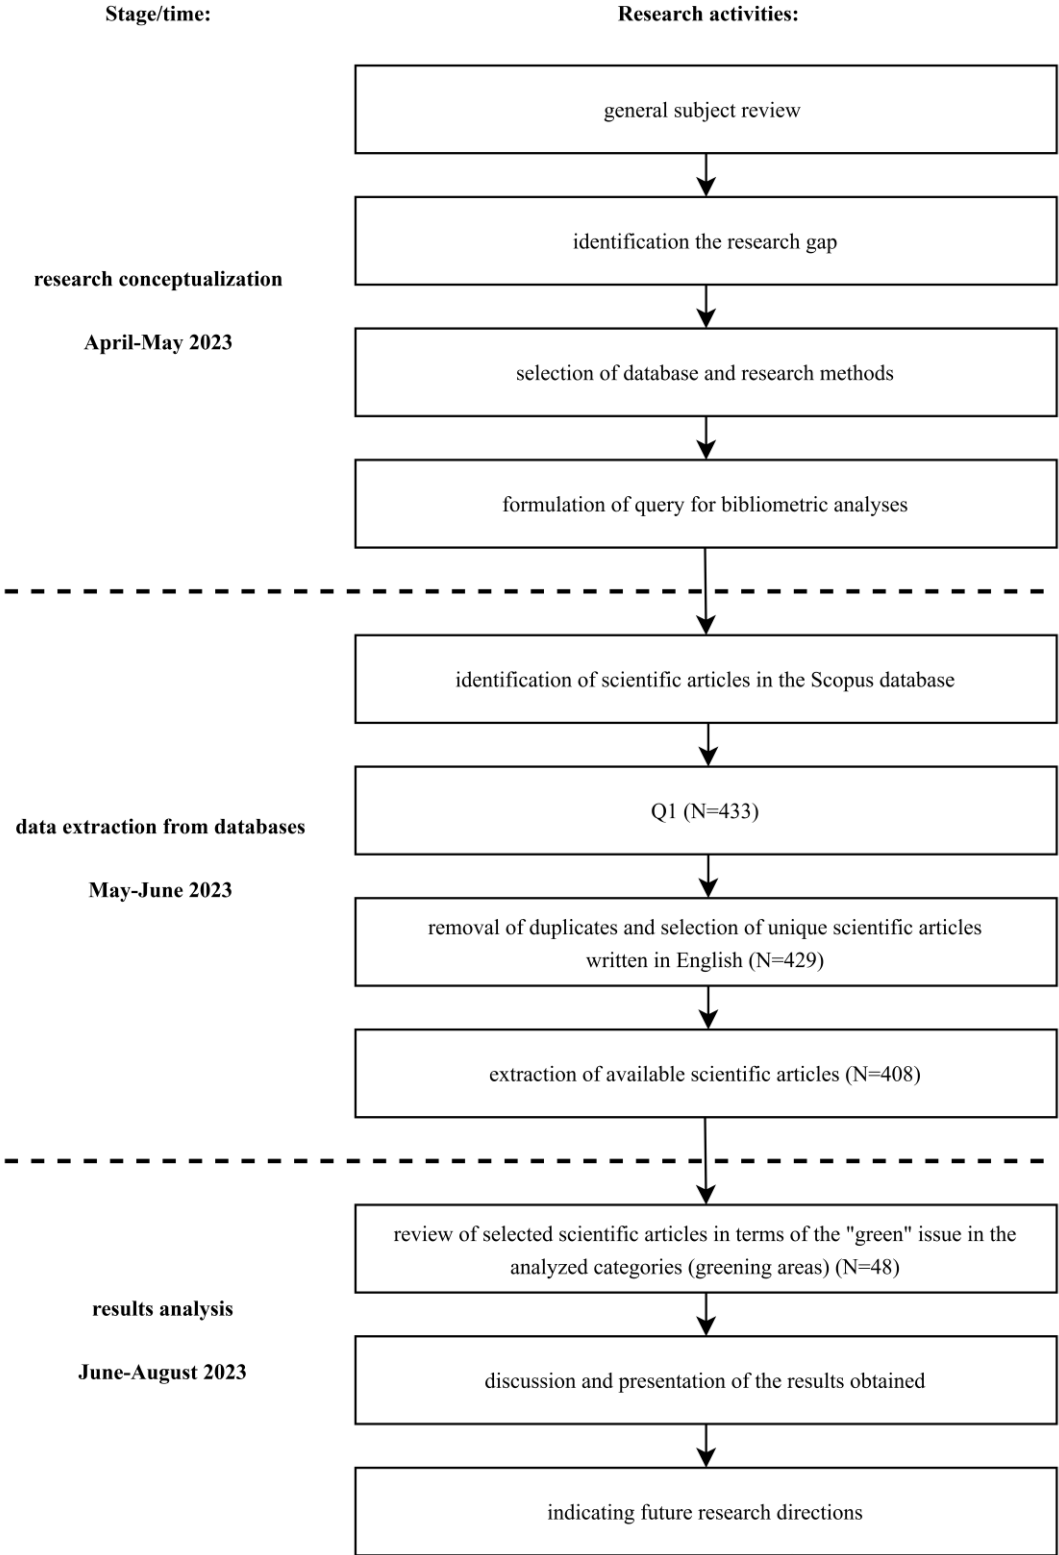 Stage/time:
Research activities:
general subject review
identification the research gap
research conceptualization
April-May 2023
selection of database and research methods
formulation of query for bibliometric analyses
identification of scientific articles in the Scopus database
Q1 (N=433)
data extraction from databases
May-June 2023
removal of duplicates and selection of unique scientific articles
written in English (N=429)
extraction of available scientific articles (N=408)
review of selected scientific articles in terms of the "green" issue in the
analyzed categories (greening areas) (N=48)
results analysis
June-August 2023
discussion and presentation of the results obtained
indicating future research directions